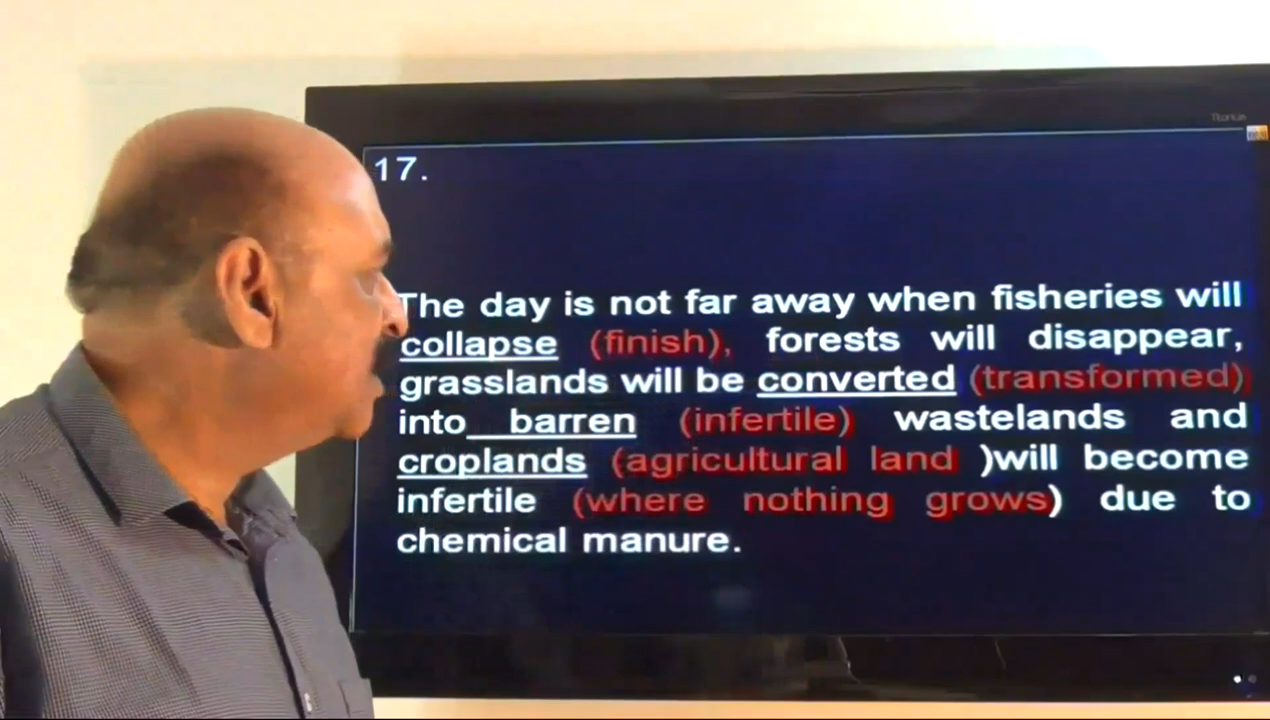 Titanium
17.
The day is not far away when fisheries will
collapse (finish), forests will disappear,
grasslands will be converted (transformed)
into barren (infertile) wastelands and
croplands (agricultural land )will become
infertile (where nothing grows) due to
chemical manure.